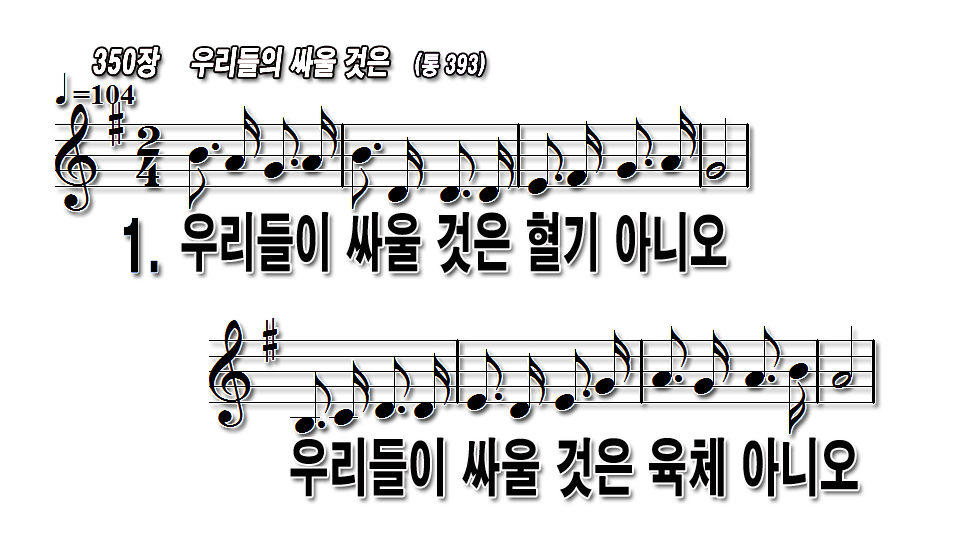 350장 우리들의 싸울 것은 (통 393)
♩=104
2/4
1. 우리들이 싸울 것은 혈기 아니오
우리들이 싸울 것은 육체 아니오